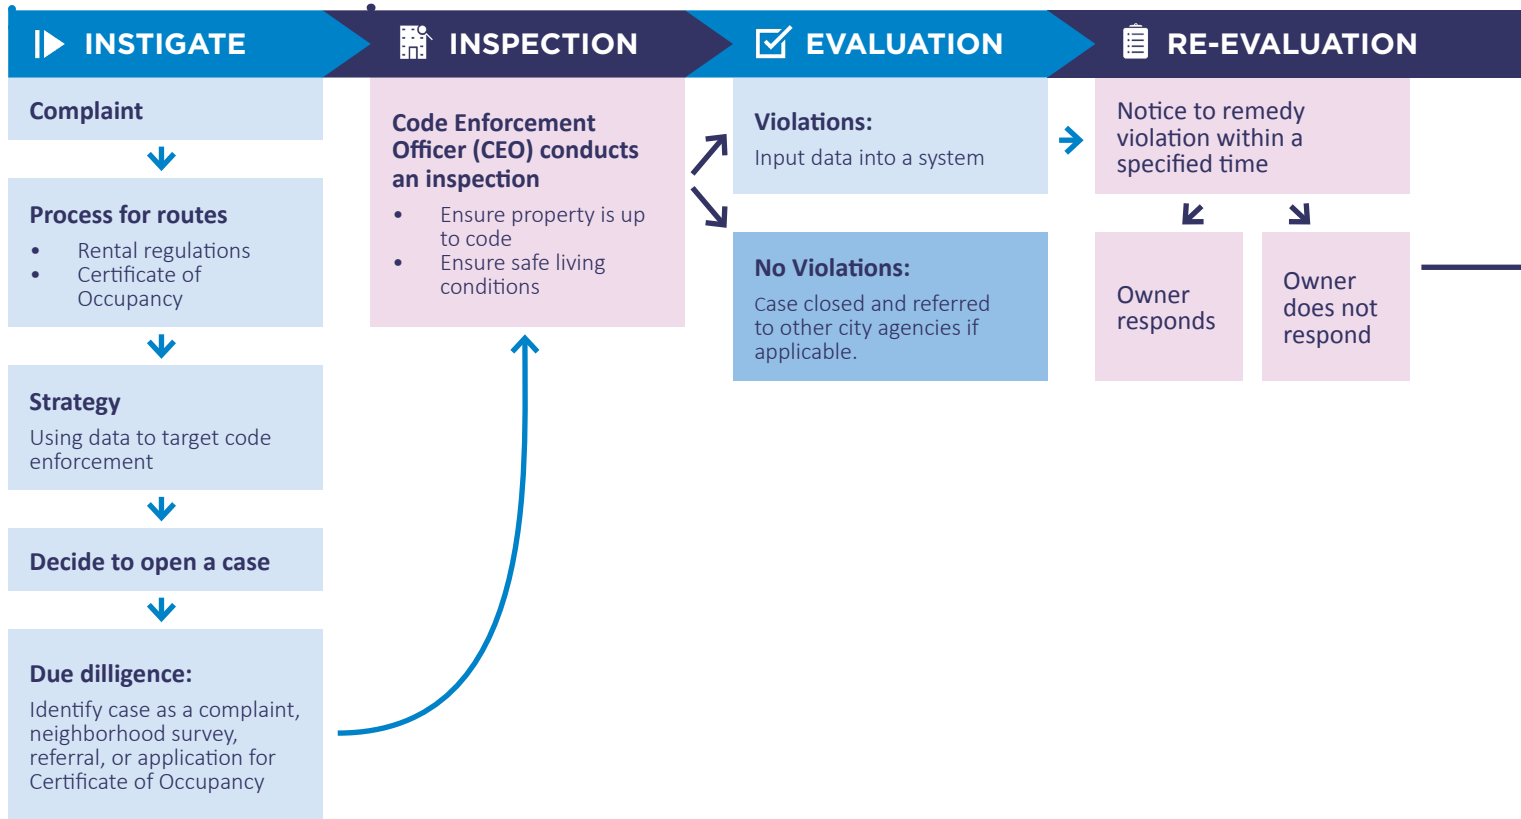 INSTIGATE
INSPECTION
EVALUATION
RE-EVALUATION
Complaint
Process for routes
• Rental regulations
• Certificate of
Occupancy
Strategy
Using data to target code
enforcement
Decide to open a case
Due dilligence:
Identify case as a complaint,
neighborhood survey,
referral, or application for
Certificate of Occupancy
Code Enforcement
Officer (CEO) conducts
an inspection
• Ensure property is up
to code
• Ensure safe living
conditions
Violations:
Input data into a system
No Violations:
Case closed and referred
to other city agencies if
applicable.
Notice to remedy
violation within a
specified time
Owner
responds
Owner
does not
respond